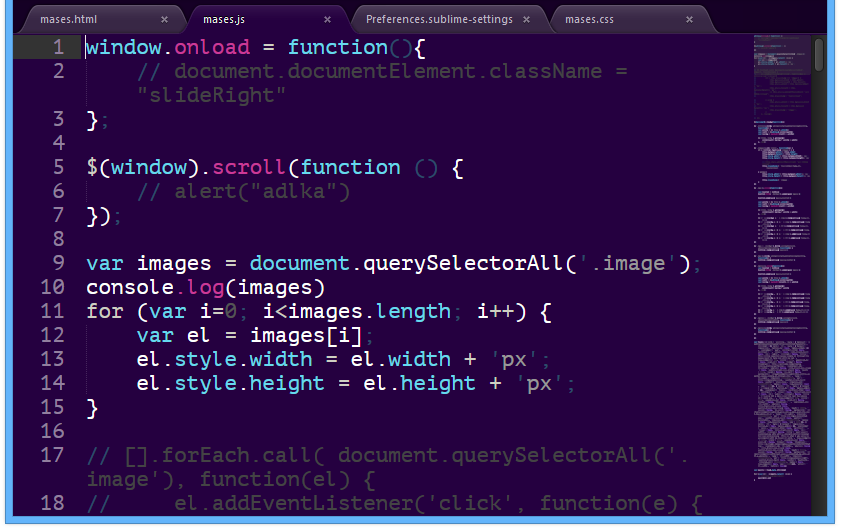 mases.html × mases.js × Preferences.sublime-settings × mases.css ×
1 window.onload = function(){
2 // document.documentElement.className =
"slideRight"
3 };
4
5 $(window).scroll(function () {
6 // alert("adlka")
7 });
8
9 var images = document.querySelectorAll('.image');
10 console.log(images)
11 for (var i=0; i<images.length; i++) {
12 var el = images[i];
13 el.style.width = el.width + 'px';
14 el.style.height = el.height + 'px';
15 }
16
17 // [].forEach.call( document.querySelectorAll('.
image'), function(el) {
18 // el.addEventListener('click', function(e) {